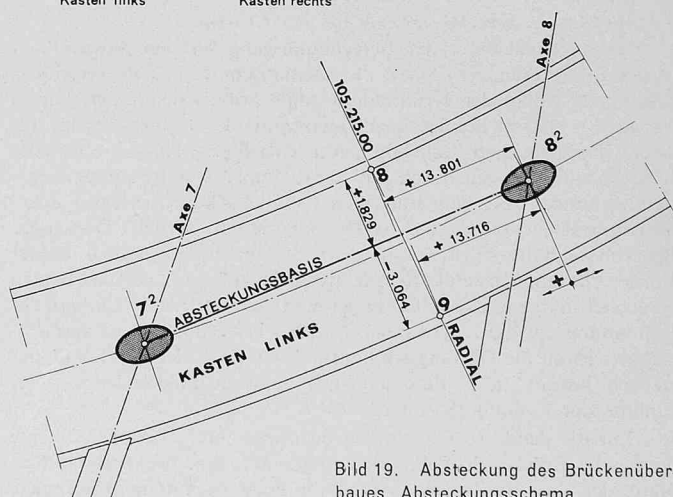 Kasten links
Kasten rechts
Axe 8
105.215.00
8
8²
+ 13.801
Axe 7
+1.829
+ 13.716
ABSTECKUNGSBASIS
-3.064
+ -
7²
9
KASTEN LINKS
RADIAL
Bild 19. Absteckung des Brückenüber-
baues, Absteckungsschema